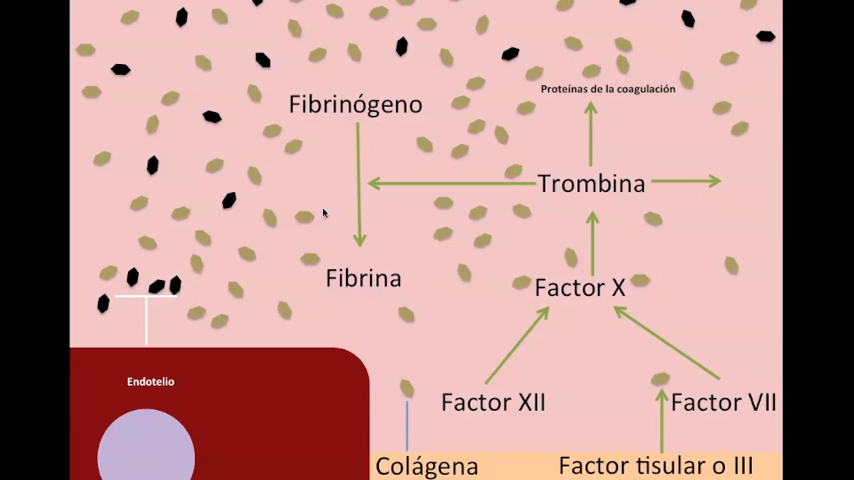 Proteínas de la coagulación
Fibrinógeno
Trombina
Fibrina
Factor X
Endotelio
Factor XII
Factor VII
Colágena
Factor tisular o III